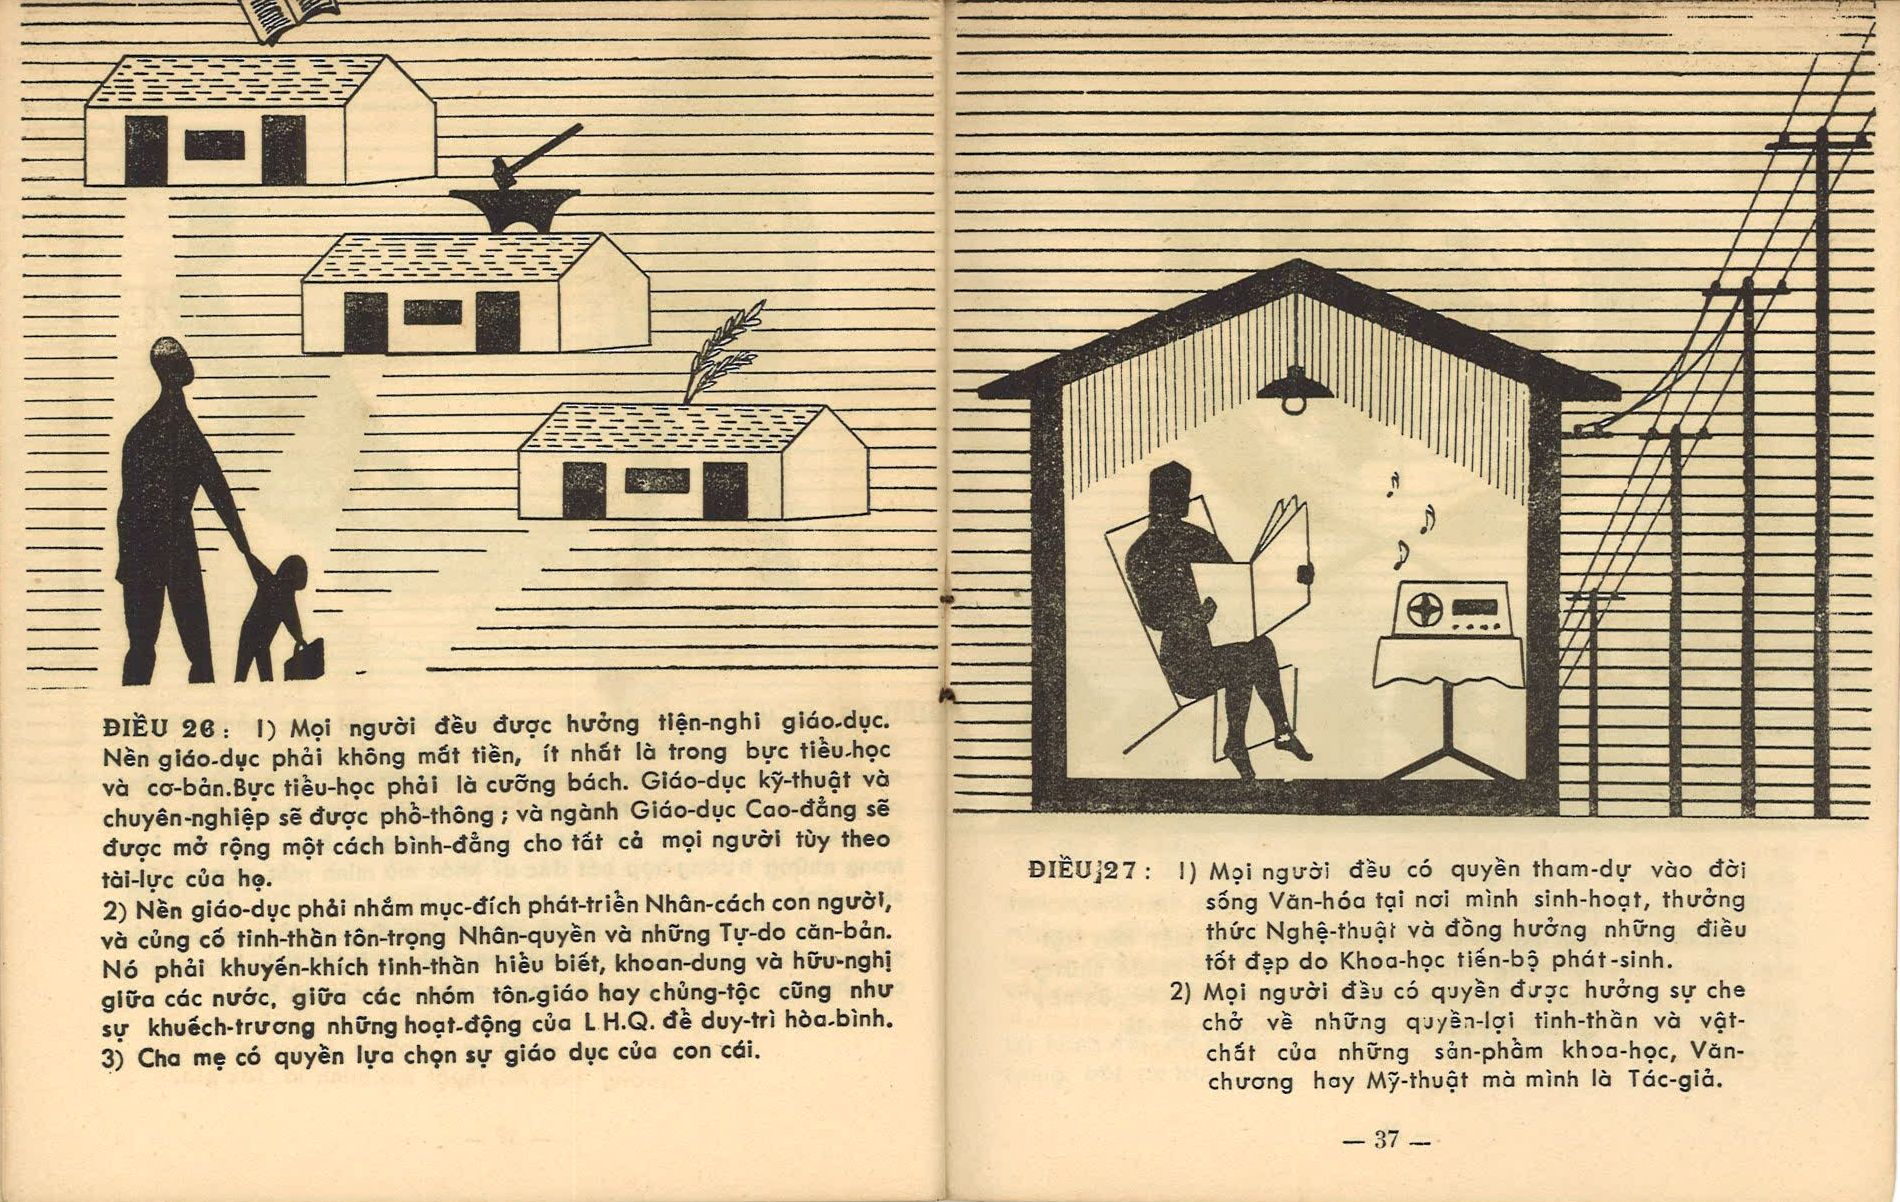 ĐIỀU 26 : 1) Mọi người đều được hưởng tiện-nghi giáo-dục.
Nền giáo-dục phải không mất tiền, ít nhất là trong bực tiểu-học
và cơ-bản.Bực tiểu-học phải là cưỡng bách. Giáo-dục kỹ-thuật và
chuyên-nghiệp sẽ được phổ-thông ; và ngành Giáo-dục Cao-đẳng sẽ
được mở rộng một cách bình-đẳng cho tất cả mọi người tùy theo
tài-lực của họ.
2) Nền giáo-dục phải nhắm mục-đích phát-triển Nhân-cách con người,
và củng cố tinh-thần tôn-trọng Nhân-quyền và những Tự-do căn-bản.
Nó phải khuyến-khích tinh-thần hiểu biết, khoan-dung và hữu-nghị
giữa các nước, giữa các nhóm tôn-giáo hay chủng-tộc cũng như
sự khuếch-trương những hoạt-động của L H.Q. để duy-trì hòa-bình.
3) Cha mẹ có quyền lựa chọn sự giáo dục của con cái.
ĐIỀU 27 : 1) Mọi người đều có quyền tham-dự vào đời
sống Văn-hóa tại nơi mình sinh-hoạt, thưởng
thức Nghệ-thuật và đồng hưởng những điều
tốt đẹp do Khoa-học tiến-bộ phát-sinh.
2) Mọi người đều có quyền được hưởng sự che
chở về những quyền-lợi tinh-thần và vật-
chất của những sản-phẩm khoa-học, Văn-
chương hay Mỹ-thuật mà mình là Tác-giả.
— 37 —